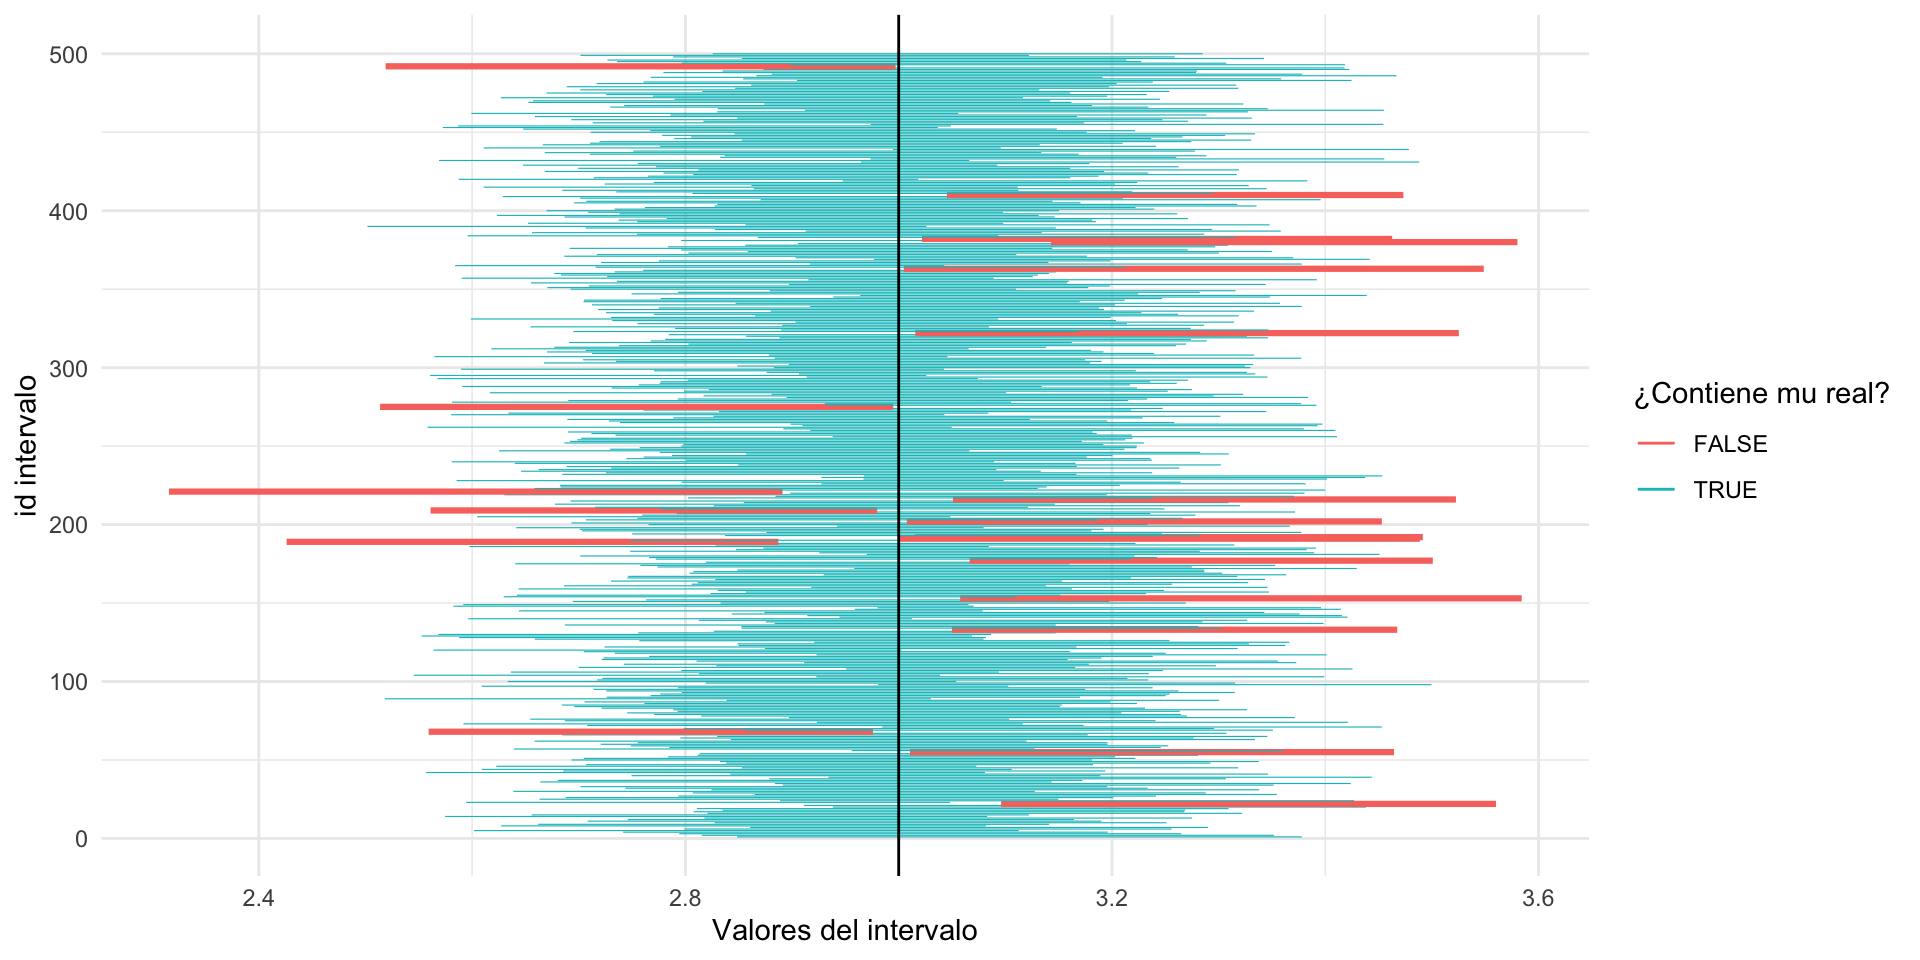 500
400
300
200
100
0
id intervalo
2.4
2.8
3.2
3.6
Valores del intervalo
¿Contiene mu real?
FALSE
TRUE